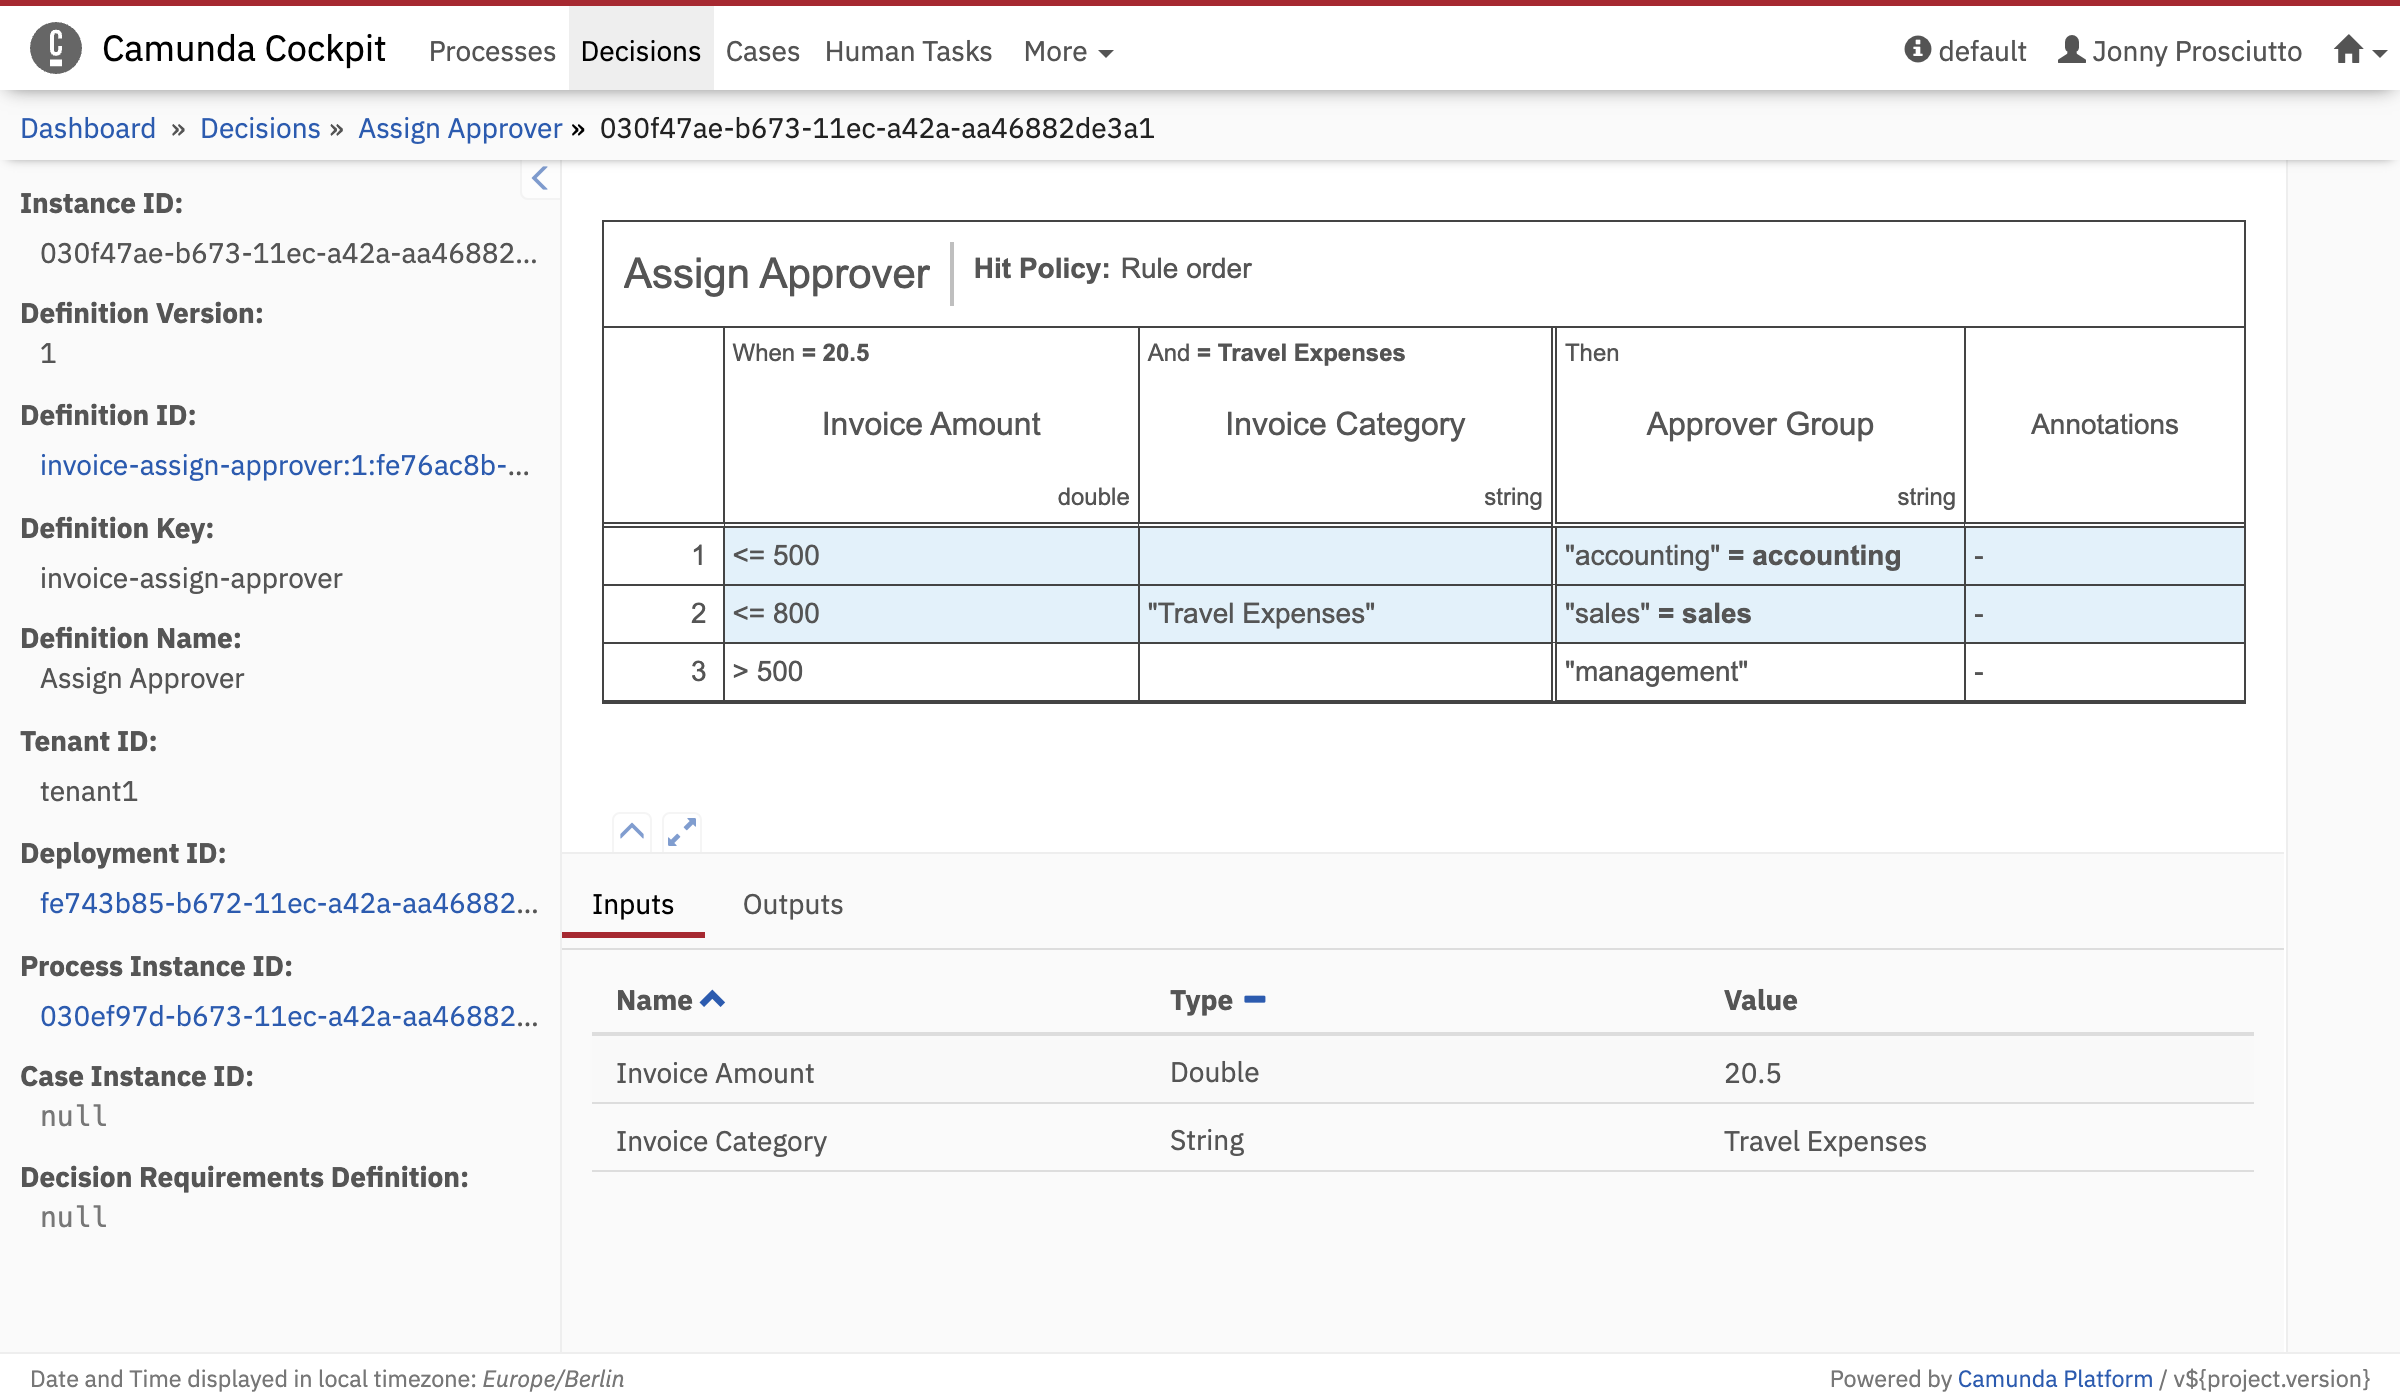 Camunda Cockpit Processes Decisions Cases Human Tasks More default Jonny Prosciutto
Dashboard » Decisions » Assign Approver » 030f47ae-b673-11ec-a42a-aa46882de3a1
Instance ID:
030f47ae-b673-11ec-a42a-aa46882...
Definition Version:
1
Definition ID:
invoice-assign-approver:1:fe76ac8b-...
Definition Key:
invoice-assign-approver
Definition Name:
Assign Approver
Tenant ID:
tenant1
Deployment ID:
fe743b85-b672-11ec-a42a-aa46882...
Process Instance ID:
030ef97d-b673-11ec-a42a-aa46882...
Case Instance ID:
null
Decision Requirements Definition:
null
Assign Approver Hit Policy: Rule order
When = 20.5 And = Travel Expenses Then
Invoice Amount Invoice Category Approver Group Annotations
double string string
1 <= 500 "accounting" = accounting -
2 <= 800 "Travel Expenses" "sales" = sales -
3 > 500 "management" -
Inputs Outputs
Name Type Value
Invoice Amount Double 20.5
Invoice Category String Travel Expenses
Date and Time displayed in local timezone: Europe/Berlin
Powered by Camunda Platform / v${project.version}